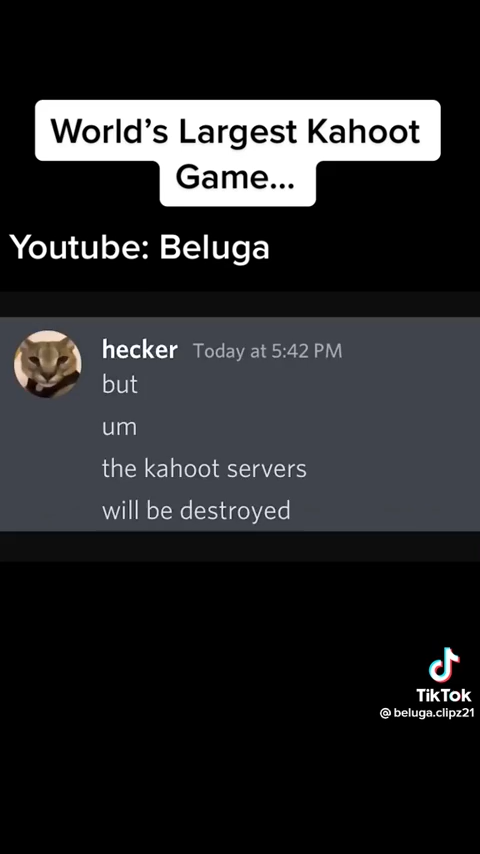 World’s Largest Kahoot
Game...
Youtube: Beluga
hecker Today at 5:42 PM
but
um
the kahoot servers
will be destroyed
TikTok
@ beluga.clipz21